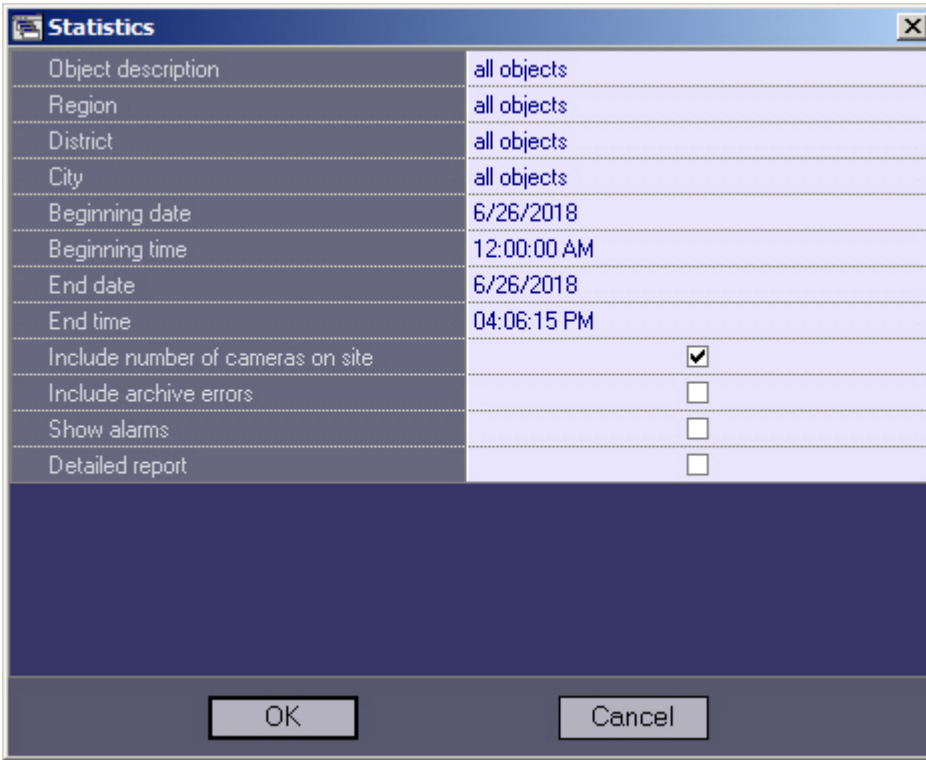 Statistics
Object description all objects
Region all objects
District all objects
City all objects
Beginning date 6/26/2018
Beginning time 12:00:00 AM
End date 6/26/2018
End time 04:06:15 PM
Include number of cameras on site
Include archive errors
Show alarms
Detailed report
OK Cancel